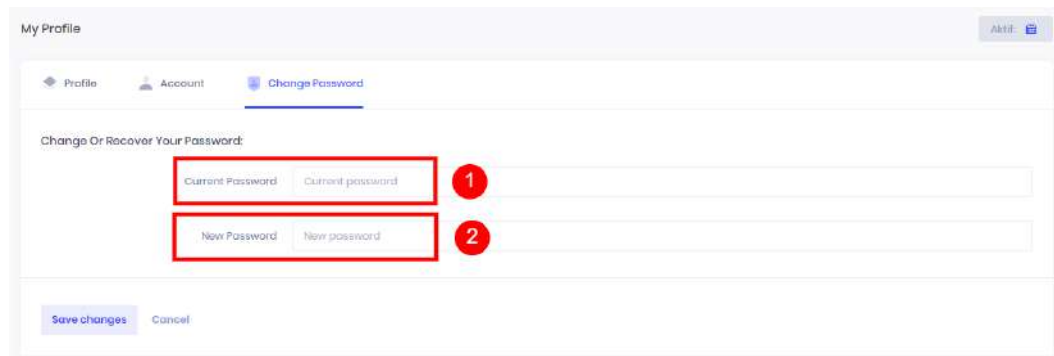 My Profile
Aktif:
Profile Account Change Password
Change Or Recover Your Password:
Current Password Current password 1
New Password New password 2
Save changes Cancel